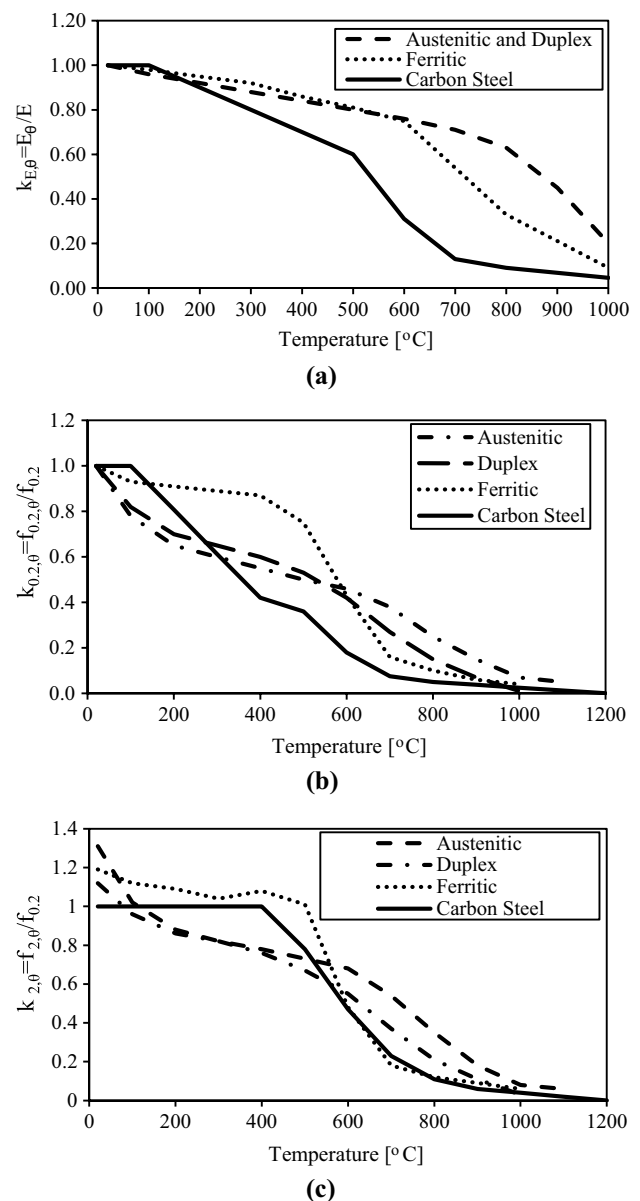 Austenitic and Duplex
Ferritic
Carbon Steel
1.00
0.80
0.60
0.40
0.20
0.00
k_{E,θ}=E_θ/E
0 100 200 300 400 500 600 700 800 900 1000
Temperature [°C]
(a)
Austenitic
Duplex
Ferritic
Carbon Steel
1.2
1.0
0.8
0.6
0.4
0.2
0.0
k_{0.2,θ}=f_{0.2,θ}/f_{0.2}
0 200 400 600 800 1000 1200
Temperature [°C]
(b)
Austenitic
Duplex
Ferritic
Carbon Steel
1.4
1.2
1
0.8
0.6
0.4
0.2
0
k_{2,θ}=f_{2,θ}/f_{0.2}
0 200 400 600 800 1000 1200
Temperature [°C]
(c)